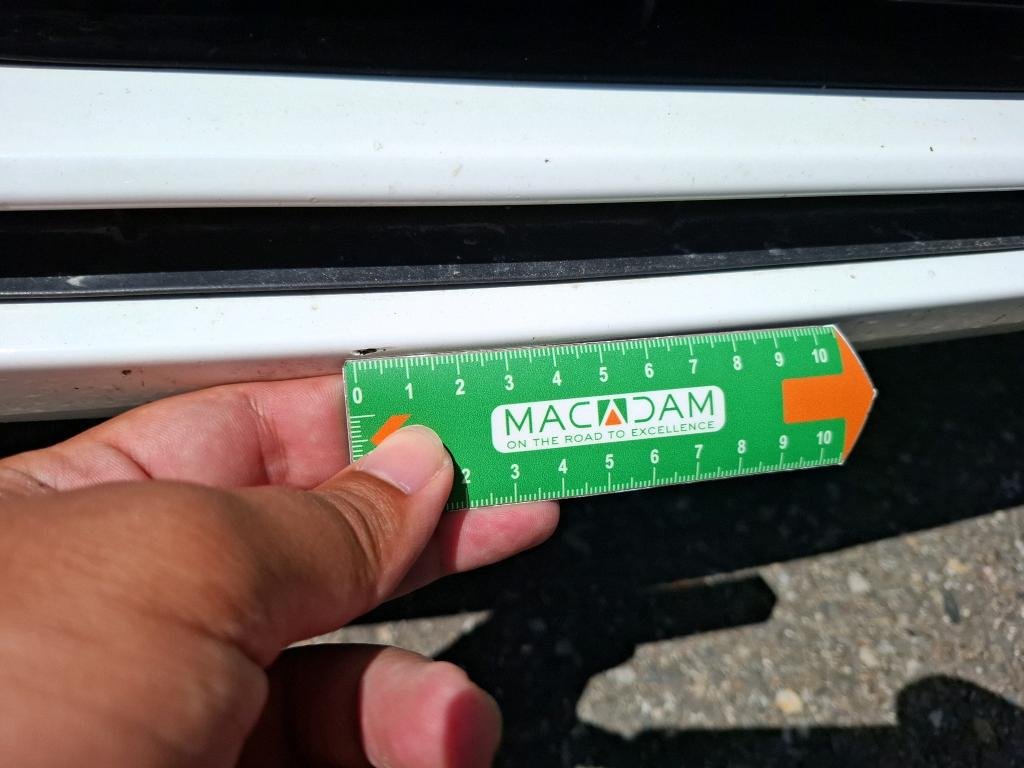 0 1 2 3 4 5 6 7 8 9 10
MACADAM
ON THE ROAD TO EXCELLENCE
2 3 4 5 6 7 8 9 10